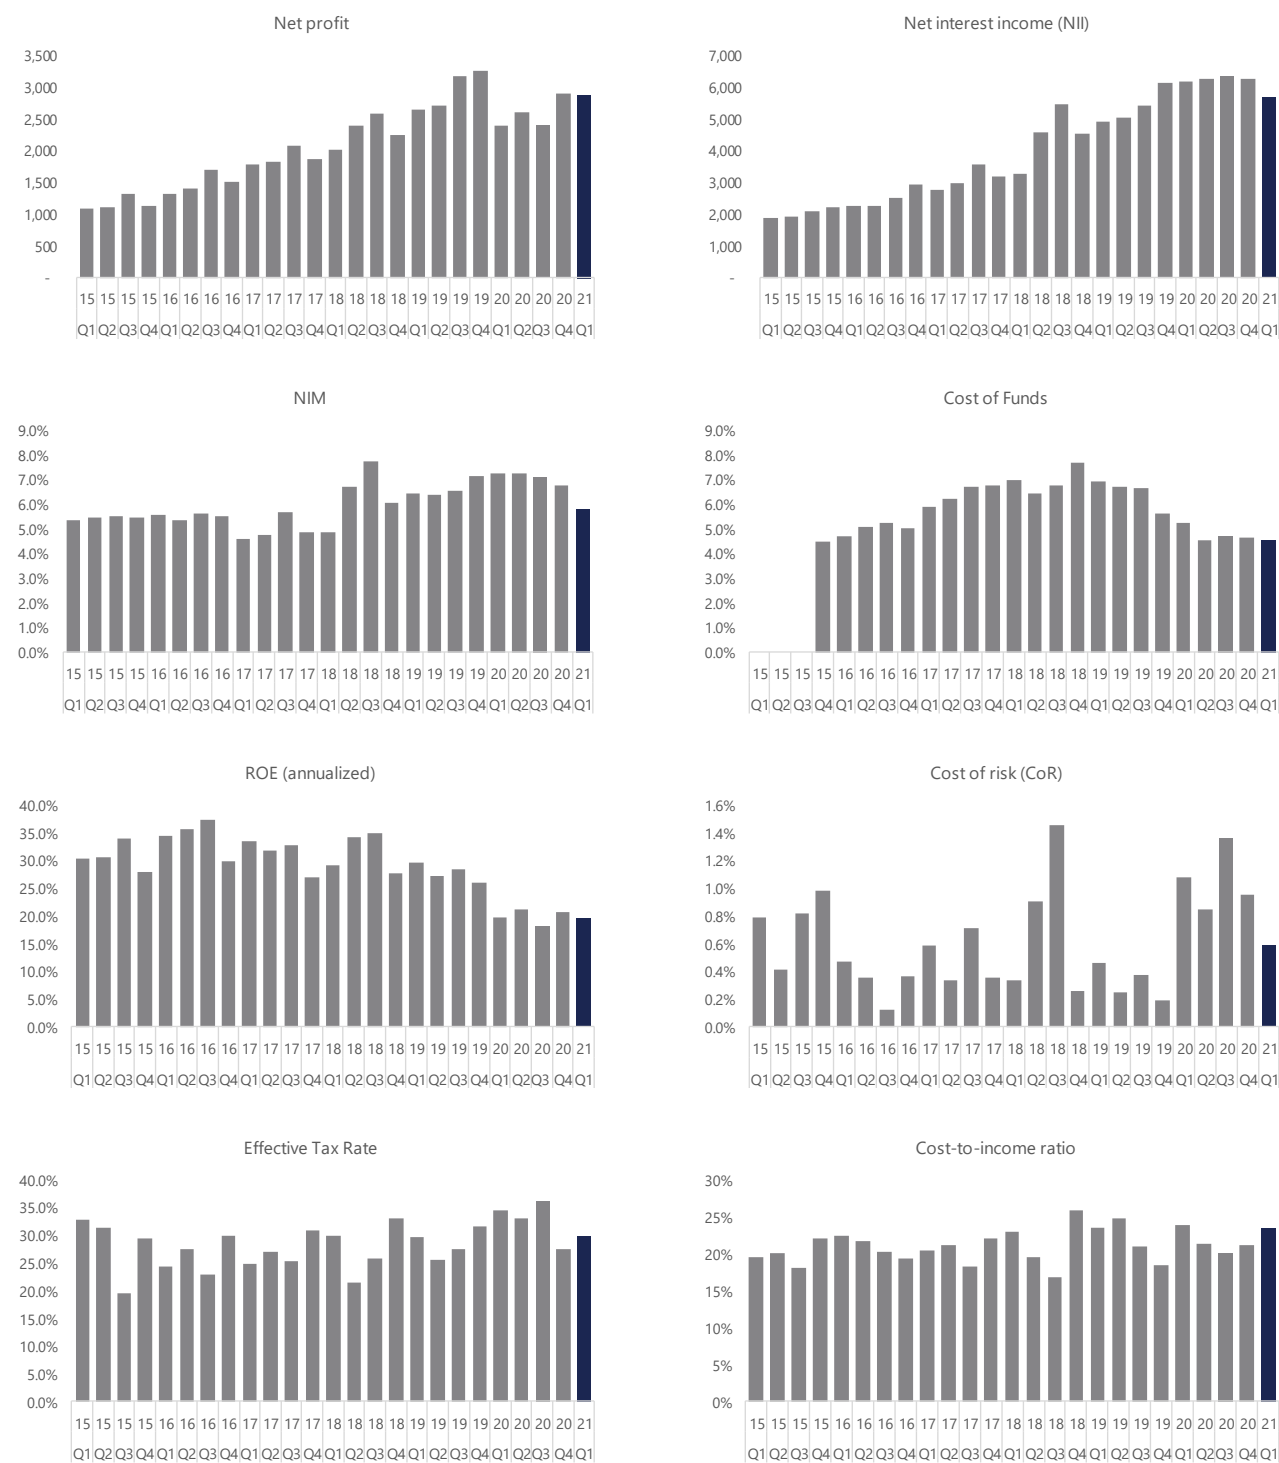 Net profit
3,500
3,000
2,500
2,000
1,500
1,000
500
-
15 15 15 15 16 16 16 16 17 17 17 17 18 18 18 18 19 19 19 19 20 20 20 20 21
Q1 Q2 Q3 Q4 Q1 Q2 Q3 Q4 Q1 Q2 Q3 Q4 Q1 Q2 Q3 Q4 Q1 Q2 Q3 Q4 Q1 Q2 Q3 Q4 Q1
Net interest income (NII)
7,000
6,000
5,000
4,000
3,000
2,000
1,000
-
15 15 15 15 16 16 16 16 17 17 17 17 18 18 18 18 19 19 19 19 20 20 20 20 21
Q1 Q2 Q3 Q4 Q1 Q2 Q3 Q4 Q1 Q2 Q3 Q4 Q1 Q2 Q3 Q4 Q1 Q2 Q3 Q4 Q1 Q2 Q3 Q4 Q1
NIM
9.0%
8.0%
7.0%
6.0%
5.0%
4.0%
3.0%
2.0%
1.0%
0.0%
15 15 15 15 16 16 16 16 17 17 17 17 18 18 18 18 19 19 19 19 20 20 20 20 21
Q1 Q2 Q3 Q4 Q1 Q2 Q3 Q4 Q1 Q2 Q3 Q4 Q1 Q2 Q3 Q4 Q1 Q2 Q3 Q4 Q1 Q2 Q3 Q4 Q1
Cost of Funds
9.0%
8.0%
7.0%
6.0%
5.0%
4.0%
3.0%
2.0%
1.0%
0.0%
15 15 15 15 16 16 16 16 17 17 17 17 18 18 18 18 19 19 19 19 20 20 20 20 21
Q1 Q2 Q3 Q4 Q1 Q2 Q3 Q4 Q1 Q2 Q3 Q4 Q1 Q2 Q3 Q4 Q1 Q2 Q3 Q4 Q1 Q2 Q3 Q4 Q1
ROE (annualized)
40.0%
35.0%
30.0%
25.0%
20.0%
15.0%
10.0%
5.0%
0.0%
15 15 15 15 16 16 16 16 17 17 17 17 18 18 18 18 19 19 19 19 20 20 20 20 21
Q1 Q2 Q3 Q4 Q1 Q2 Q3 Q4 Q1 Q2 Q3 Q4 Q1 Q2 Q3 Q4 Q1 Q2 Q3 Q4 Q1 Q2 Q3 Q4 Q1
Cost of risk (CoR)
1.6%
1.4%
1.2%
1.0%
0.8%
0.6%
0.4%
0.2%
0.0%
15 15 15 15 16 16 16 16 17 17 17 17 18 18 18 18 19 19 19 19 20 20 20 20 21
Q1 Q2 Q3 Q4 Q1 Q2 Q3 Q4 Q1 Q2 Q3 Q4 Q1 Q2 Q3 Q4 Q1 Q2 Q3 Q4 Q1 Q2 Q3 Q4 Q1
Effective Tax Rate
40.0%
35.0%
30.0%
25.0%
20.0%
15.0%
10.0%
5.0%
0.0%
15 15 15 15 16 16 16 16 17 17 17 17 18 18 18 18 19 19 19 19 20 20 20 20 21
Q1 Q2 Q3 Q4 Q1 Q2 Q3 Q4 Q1 Q2 Q3 Q4 Q1 Q2 Q3 Q4 Q1 Q2 Q3 Q4 Q1 Q2 Q3 Q4 Q1
Cost-to-income ratio
30%
25%
20%
15%
10%
5%
0%
15 15 15 15 16 16 16 16 17 17 17 17 18 18 18 18 19 19 19 19 20 20 20 20 21
Q1 Q2 Q3 Q4 Q1 Q2 Q3 Q4 Q1 Q2 Q3 Q4 Q1 Q2 Q3 Q4 Q1 Q2 Q3 Q4 Q1 Q2 Q3 Q4 Q1